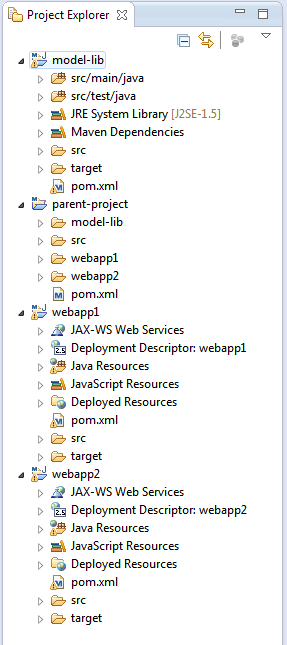 Project Explorer
model-lib
src/main/java
src/test/java
JRE System Library [J2SE-1.5]
Maven Dependencies
src
target
pom.xml
parent-project
model-lib
src
webapp1
webapp2
pom.xml
webapp1
JAX-WS Web Services
Deployment Descriptor: webapp1
Java Resources
JavaScript Resources
Deployed Resources
pom.xml
src
target
webapp2
JAX-WS Web Services
Deployment Descriptor: webapp2
Java Resources
JavaScript Resources
Deployed Resources
pom.xml
src
target